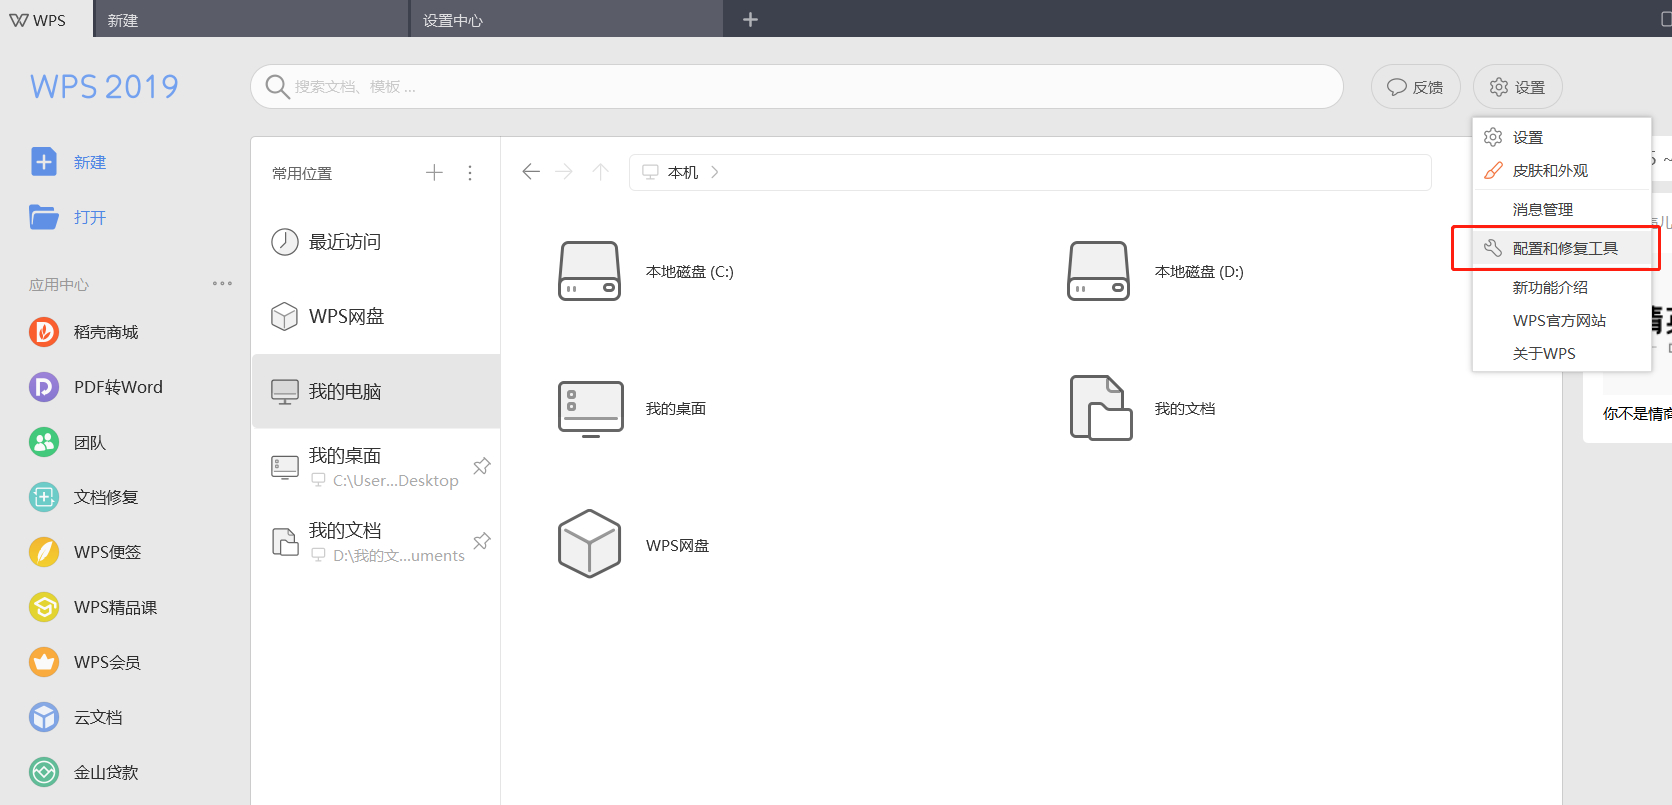 WPS
新建
设置中心
WPS 2019
搜索文档、模板 ...
反馈
设置
新建
打开
应用中心
稻壳商城
PDF转Word
团队
文档修复
WPS便签
WPS精品课
WPS会员
云文档
金山贷款
常用位置
最近访问
WPS网盘
我的电脑
我的桌面
C:\User...Desktop
我的文档
D:\我的文...uments
本机
本地磁盘 (C:)
本地磁盘 (D:)
我的桌面
我的文档
WPS网盘
设置
皮肤和外观
消息管理
配置和修复工具
新功能介绍
WPS官方网站
关于WPS
你不是情商